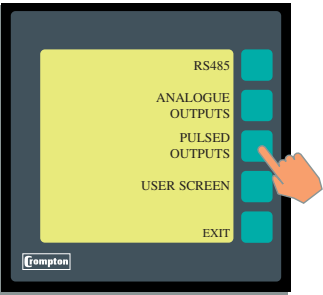 RS485
ANALOGUE
OUTPUTS
PULSED
OUTPUTS
USER SCREEN
EXIT
Crompton